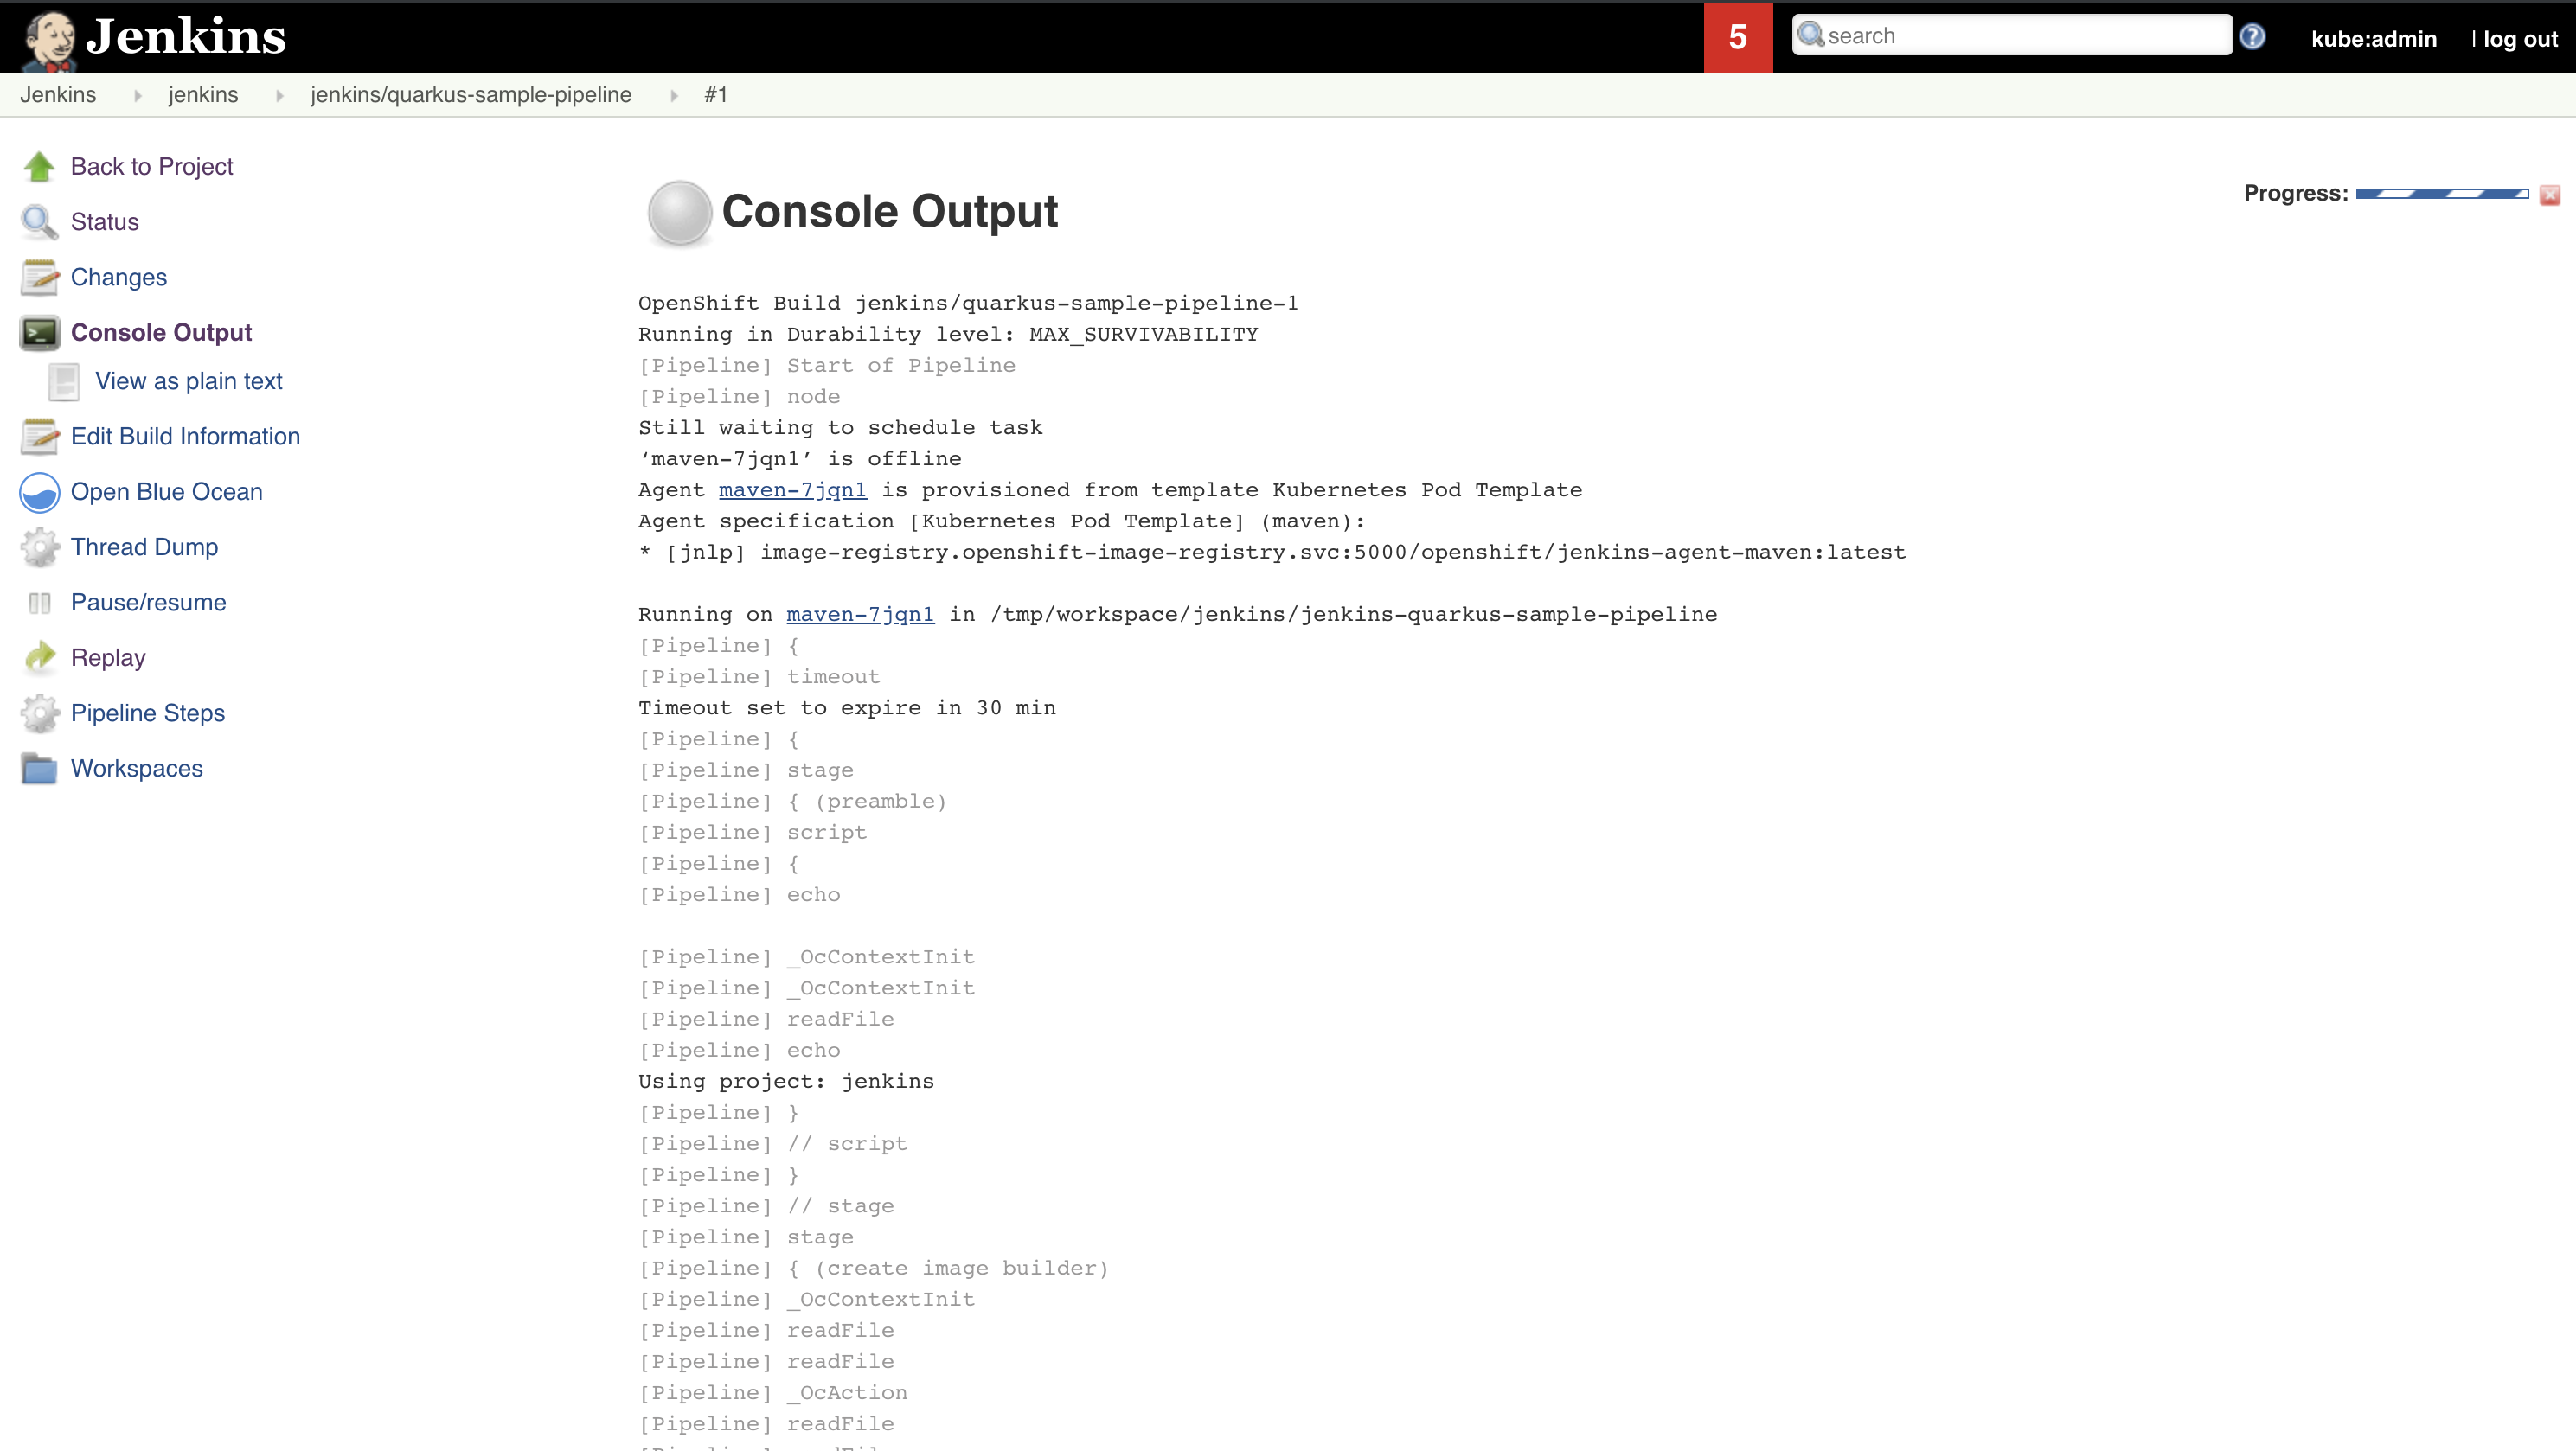 Jenkins
5
search
kube:admin
| log out
Jenkins
jenkins
jenkins/quarkus-sample-pipeline
#1
Back to Project
Status
Changes
Console Output
View as plain text
Edit Build Information
Open Blue Ocean
Thread Dump
Pause/resume
Replay
Pipeline Steps
Workspaces
Console Output
Progress:
OpenShift Build jenkins/quarkus-sample-pipeline-1
Running in Durability level: MAX_SURVIVABILITY
[Pipeline] Start of Pipeline
[Pipeline] node
Still waiting to schedule task
‘maven-7jqn1’ is offline
Agent maven-7jqn1 is provisioned from template Kubernetes Pod Template
Agent specification [Kubernetes Pod Template] (maven):
* [jnlp] image-registry.openshift-image-registry.svc:5000/openshift/jenkins-agent-maven:latest
Running on maven-7jqn1 in /tmp/workspace/jenkins/jenkins-quarkus-sample-pipeline
[Pipeline] {
[Pipeline] timeout
Timeout set to expire in 30 min
[Pipeline] {
[Pipeline] stage
[Pipeline] { (preamble)
[Pipeline] script
[Pipeline] {
[Pipeline] echo
[Pipeline] _OcContextInit
[Pipeline] _OcContextInit
[Pipeline] readFile
[Pipeline] echo
Using project: jenkins
[Pipeline] }
[Pipeline] // script
[Pipeline] }
[Pipeline] // stage
[Pipeline] stage
[Pipeline] { (create image builder)
[Pipeline] _OcContextInit
[Pipeline] readFile
[Pipeline] readFile
[Pipeline] _OcAction
[Pipeline] readFile